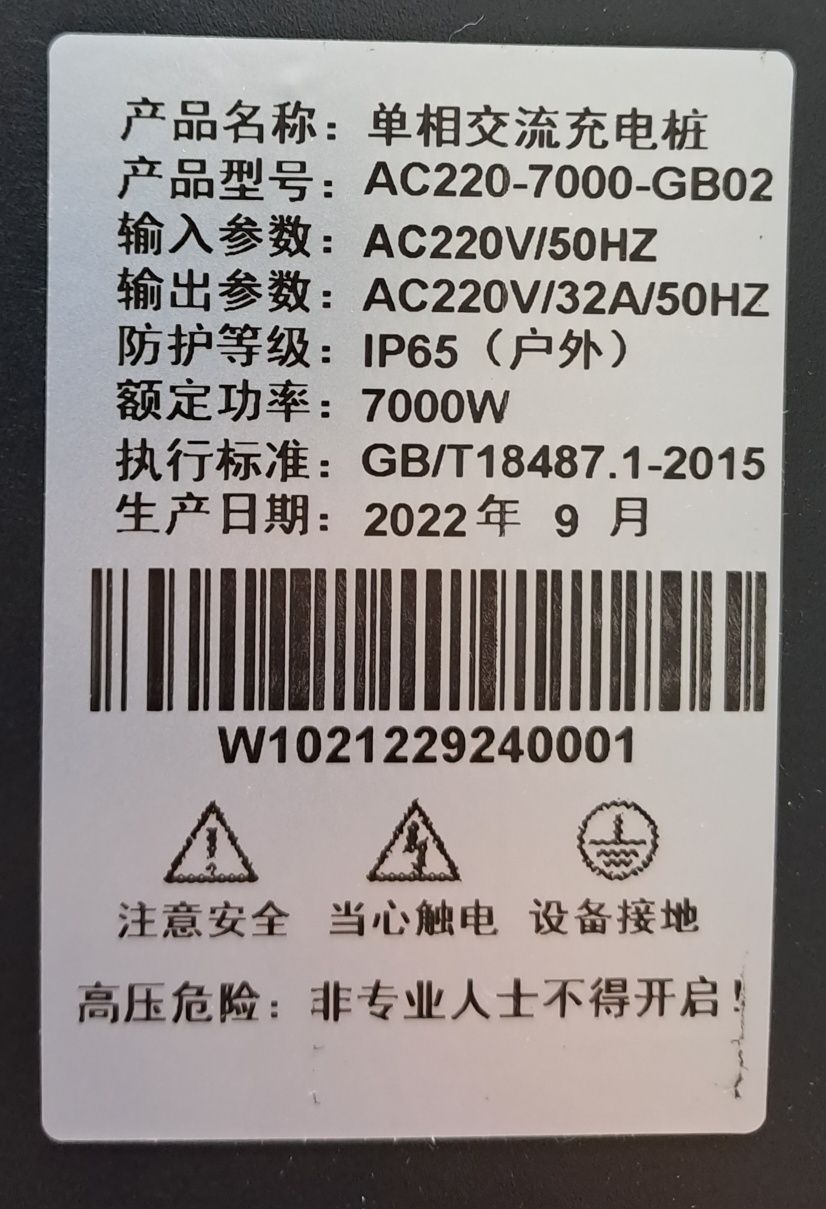 产品名称：单相交流充电桩
产品型号：AC220-7000-GB02
输入参数：AC220V/50HZ
输出参数：AC220V/32A/50HZ
防护等级：IP65（户外）
额定功率：7000W
执行标准：GB/T18487.1-2015
生产日期：2022年 9 月
W1021229240001
注意安全 当心触电 设备接地
高压危险：非专业人士不得开启！